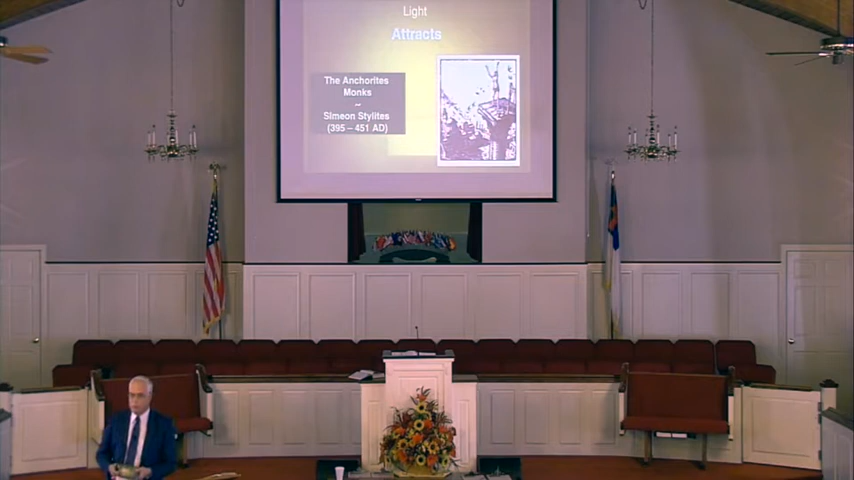 Light
Attracts
The Anchorites
Monks
~
Simeon Stylites
(395 – 451 AD)